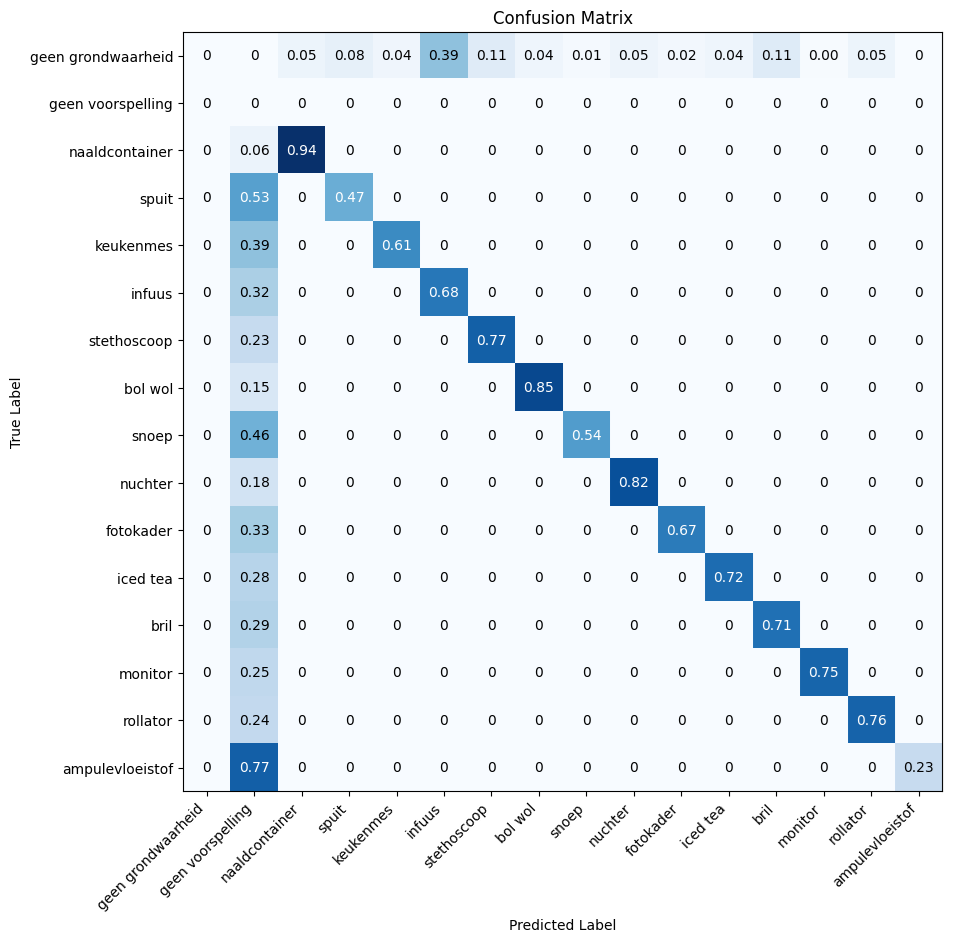 Confusion Matrix
geen grondwaarheid 0 0 0.05 0.08 0.04 0.39 0.11 0.04 0.01 0.05 0.02 0.04 0.11 0.00 0.05 0
geen voorspelling 0 0 0 0 0 0 0 0 0 0 0 0 0 0 0 0
naaldcontainer 0 0.06 0.94 0 0 0 0 0 0 0 0 0 0 0 0 0
spuit 0 0.53 0 0.47 0 0 0 0 0 0 0 0 0 0 0 0
keukenmes 0 0.39 0 0 0.61 0 0 0 0 0 0 0 0 0 0 0
infuus 0 0.32 0 0 0 0.68 0 0 0 0 0 0 0 0 0 0
stethoscoop 0 0.23 0 0 0 0 0.77 0 0 0 0 0 0 0 0 0
bol wol 0 0.15 0 0 0 0 0 0.85 0 0 0 0 0 0 0 0
snoep 0 0.46 0 0 0 0 0 0 0.54 0 0 0 0 0 0 0
nuchter 0 0.18 0 0 0 0 0 0 0 0.82 0 0 0 0 0 0
fotokader 0 0.33 0 0 0 0 0 0 0 0 0.67 0 0 0 0 0
iced tea 0 0.28 0 0 0 0 0 0 0 0 0 0.72 0 0 0 0
bril 0 0.29 0 0 0 0 0 0 0 0 0 0 0.71 0 0 0
monitor 0 0.25 0 0 0 0 0 0 0 0 0 0 0 0.75 0 0
rollator 0 0.24 0 0 0 0 0 0 0 0 0 0 0 0 0.76 0
ampulevloeistof 0 0.77 0 0 0 0 0 0 0 0 0 0 0 0 0 0.23
True Label
geen grondwaarheid
geen voorspelling
naaldcontainer
spuit
keukenmes
infuus
stethoscoop
bol wol
snoep
nuchter
fotokader
iced tea
bril
monitor
rollator
ampulevloeistof
Predicted Label